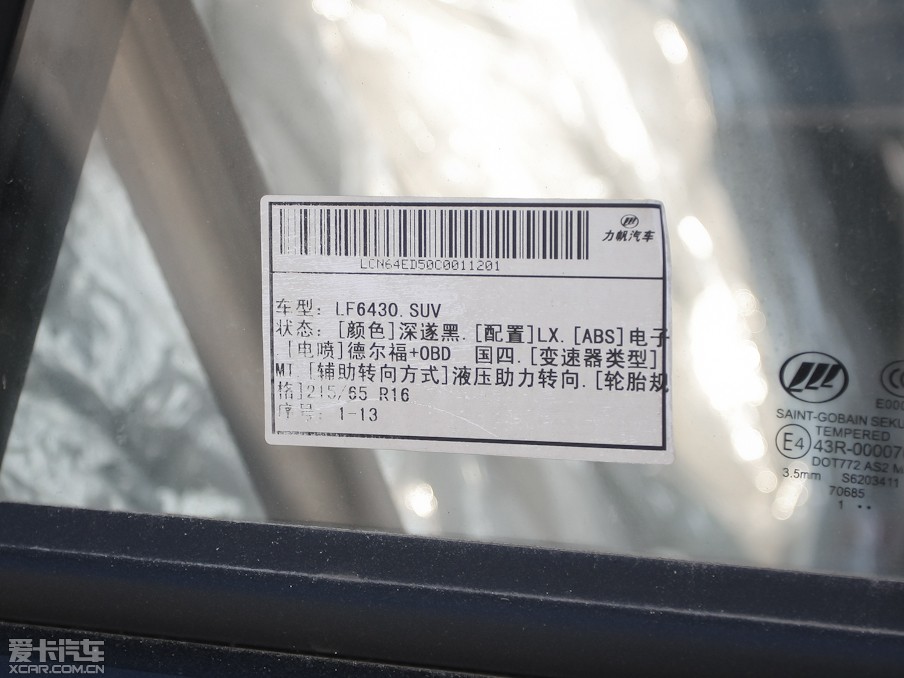 力帆汽车
LCN64ED50C0011201
车型: LF6430.SUV
状态: [颜色]深遂黑.[配置]LX.[ABS]电子
.[电喷]德尔福+OBD 国四.[变速器类型]
MT.[辅助转向方式]液压助力转向.[轮胎规
格]215/65 R16
序号: 1-13
SAINT-GOBAIN SEKU
TEMPERED
E4 43R-00007
DOT772 AS2 M
3.5mm S6203411
70685
1 ..
CC
E000
爱卡汽车
XCAR.COM.CN